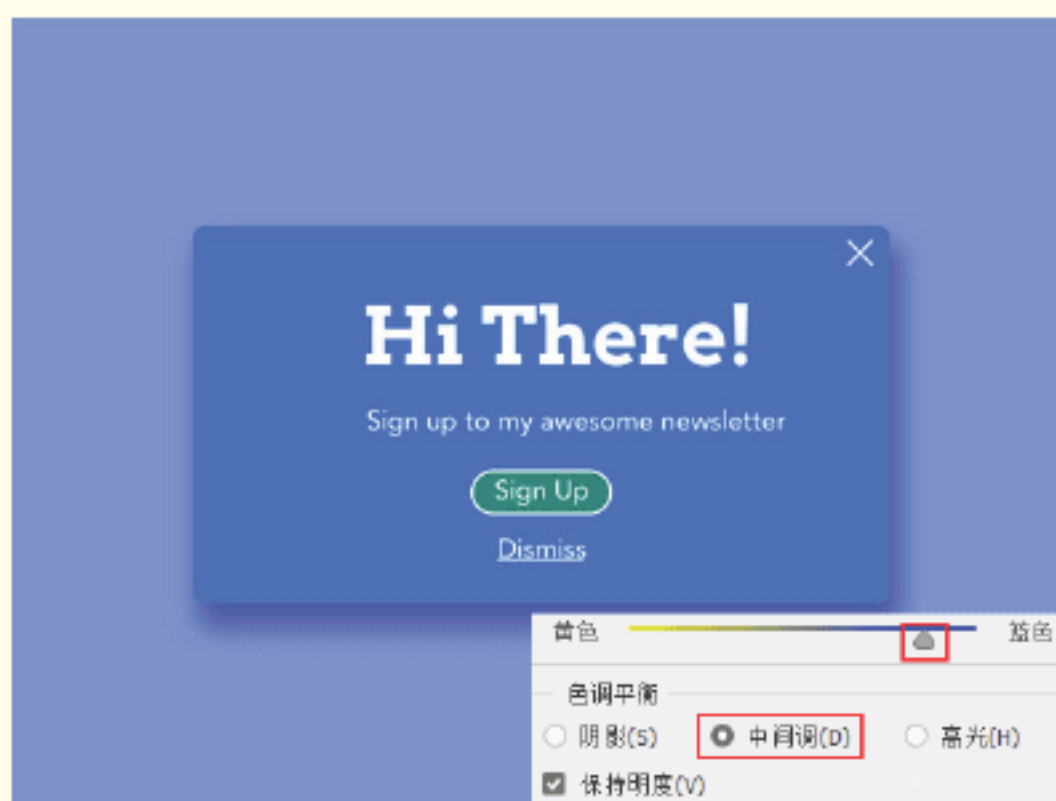 Hi There!
Sign up to my awesome newsletter
Sign Up
Dismiss
黄色 蓝色
色调平衡
阴影(S) 中间调(D) 高光(H)
保持明度(V)